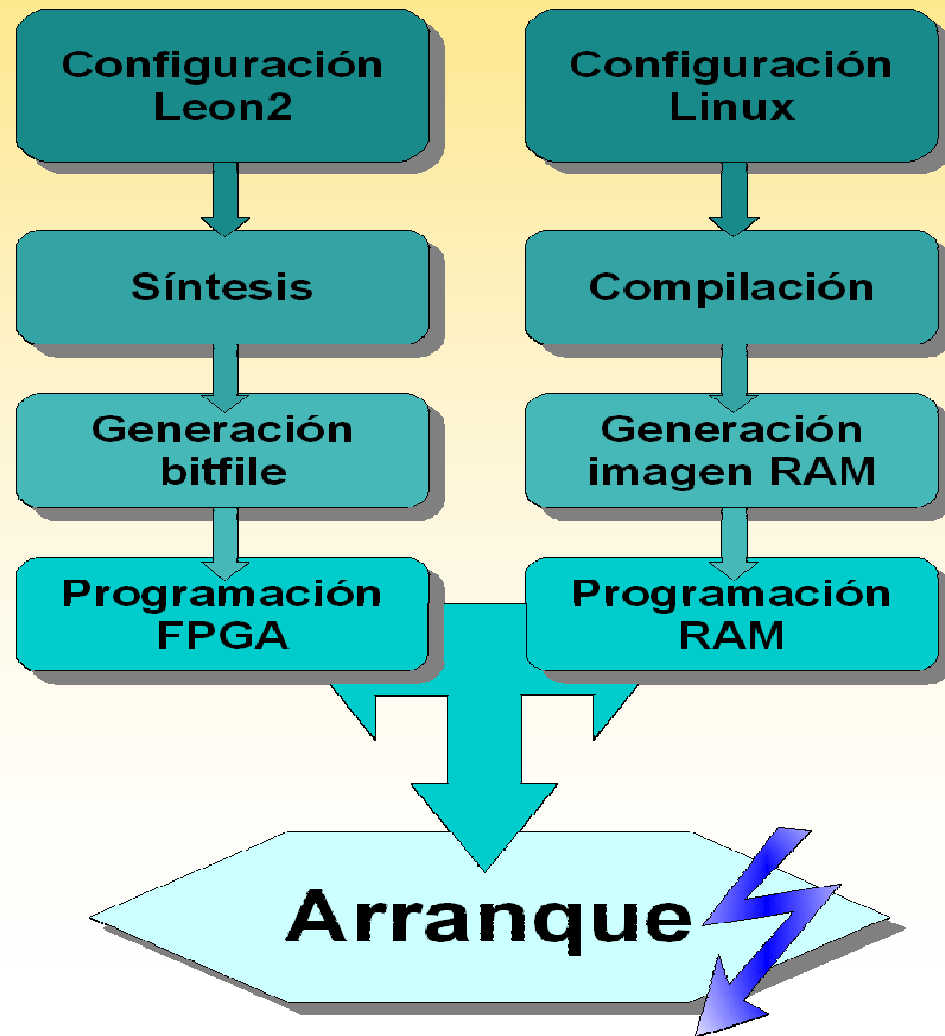 Configuración
Leon2
Síntesis
Generación
bitfile
Programación
FPGA
Configuración
Linux
Compilación
Generación
imagen RAM
Programación
RAM
Arranque